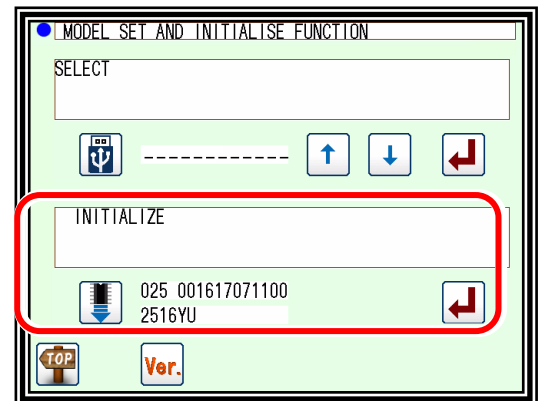 MODEL SET AND INITIALISE FUNCTION
SELECT
------------
INITIALIZE
025 001617071100
2516YU
TOP
Ver.